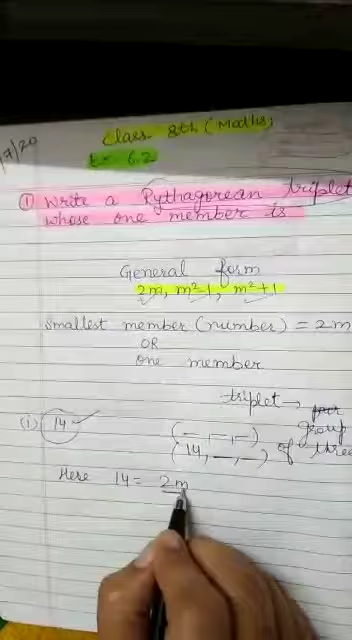 7/20
Class 8th (Maths)
Ex 6.2
① Write a Pythagorean triplet
whose one member is
General form
2m, m²-1, m²+1
Smallest member (number) = 2m
OR
one member
triplet →
group
(i) 14 (_,_,_)
(14, _, _) of three
Here 14 = 2m